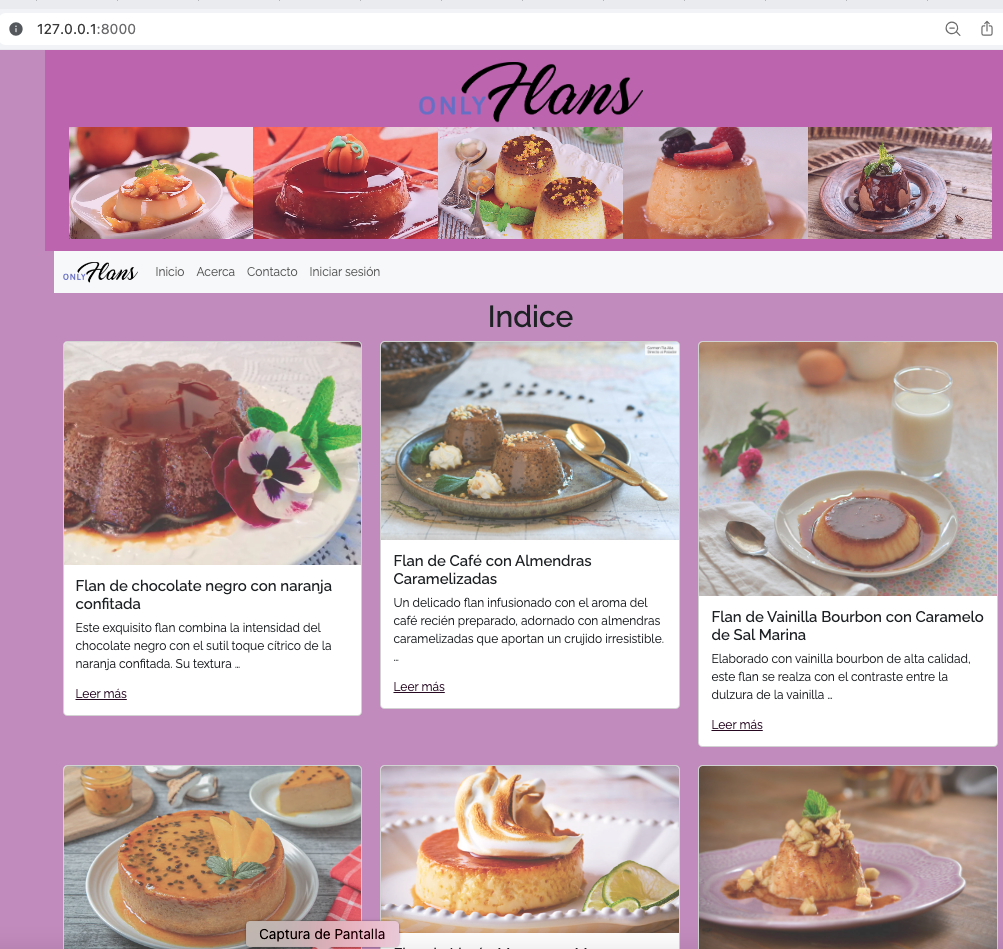 127.0.0.1:8000
ONLY Flans
ONLY Flans Inicio Acerca Contacto Iniciar sesión
Indice
Flan de chocolate negro con naranja
confitada
Este exquisito flan combina la intensidad del
chocolate negro con el sutil toque cítrico de la
naranja confitada. Su textura ...
Leer más
Flan de Café con Almendras
Caramelizadas
Un delicado flan infusionado con el aroma del
café recién preparado, adornado con almendras
caramelizadas que aportan un crujido irresistible.
...
Leer más
Flan de Vainilla Bourbon con Caramelo
de Sal Marina
Elaborado con vainilla bourbon de alta calidad,
este flan se realza con el contraste entre la
dulzura de la vainilla ...
Leer más
Captura de Pantalla